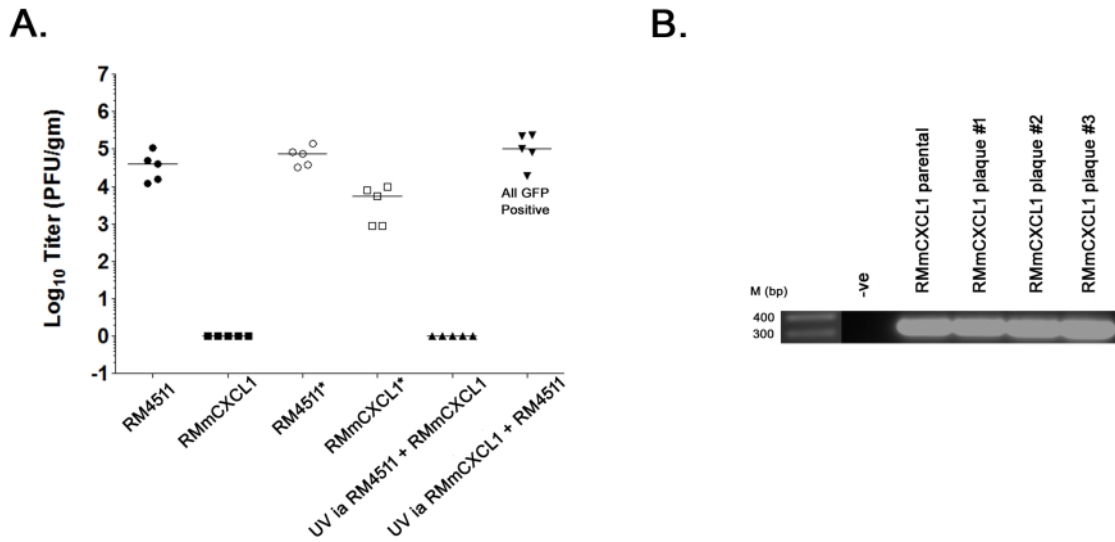 A.
B.
Log10 Titer (PFU/gm)
7
6
5
4
3
2
1
0
-1
All GFP
Positive
RM4511
RMmCXCL1
RM4511*
RMmCXCL1*
UV ia RM4511 + RMmCXCL1
UV ia RMmCXCL1 + RM4511
M (bp)
-ve
RMmCXCL1 parental
RMmCXCL1 plaque #1
RMmCXCL1 plaque #2
RMmCXCL1 plaque #3
400
300